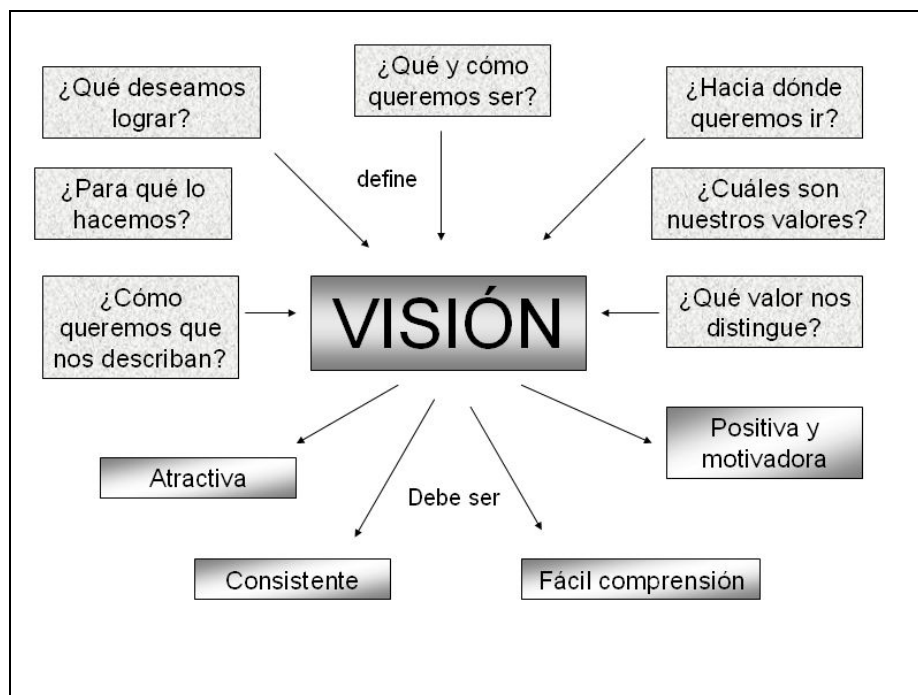 ¿Qué deseamos
lograr?
¿Qué y cómo
queremos ser?
¿Hacia dónde
queremos ir?
define
¿Para qué lo
hacemos?
¿Cuáles son
nuestros valores?
¿Cómo
queremos que
nos describan?
VISIÓN
¿Qué valor nos
distingue?
Atractiva
Positiva y
motivadora
Debe ser
Consistente
Fácil comprensión